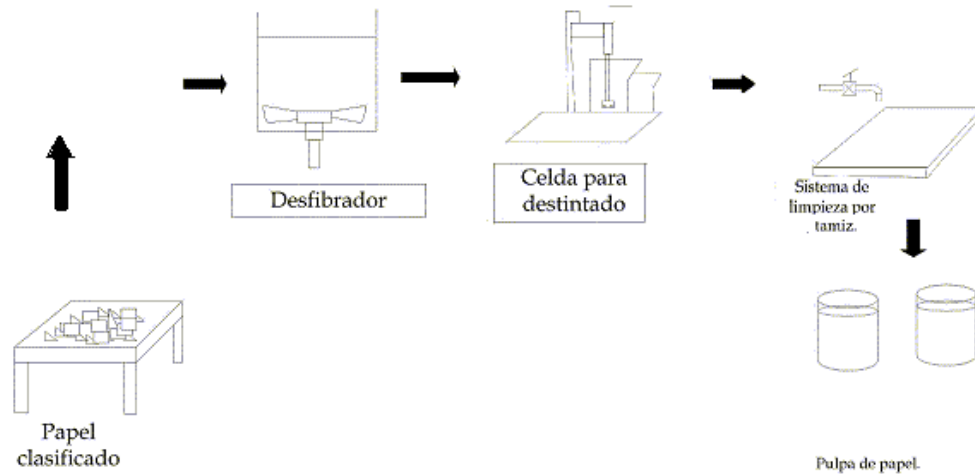 Papel
clasificado
Desfibrador
Celda para
destintado
Sistema de
limpieza por
tamiz.
Pulpa de papel.